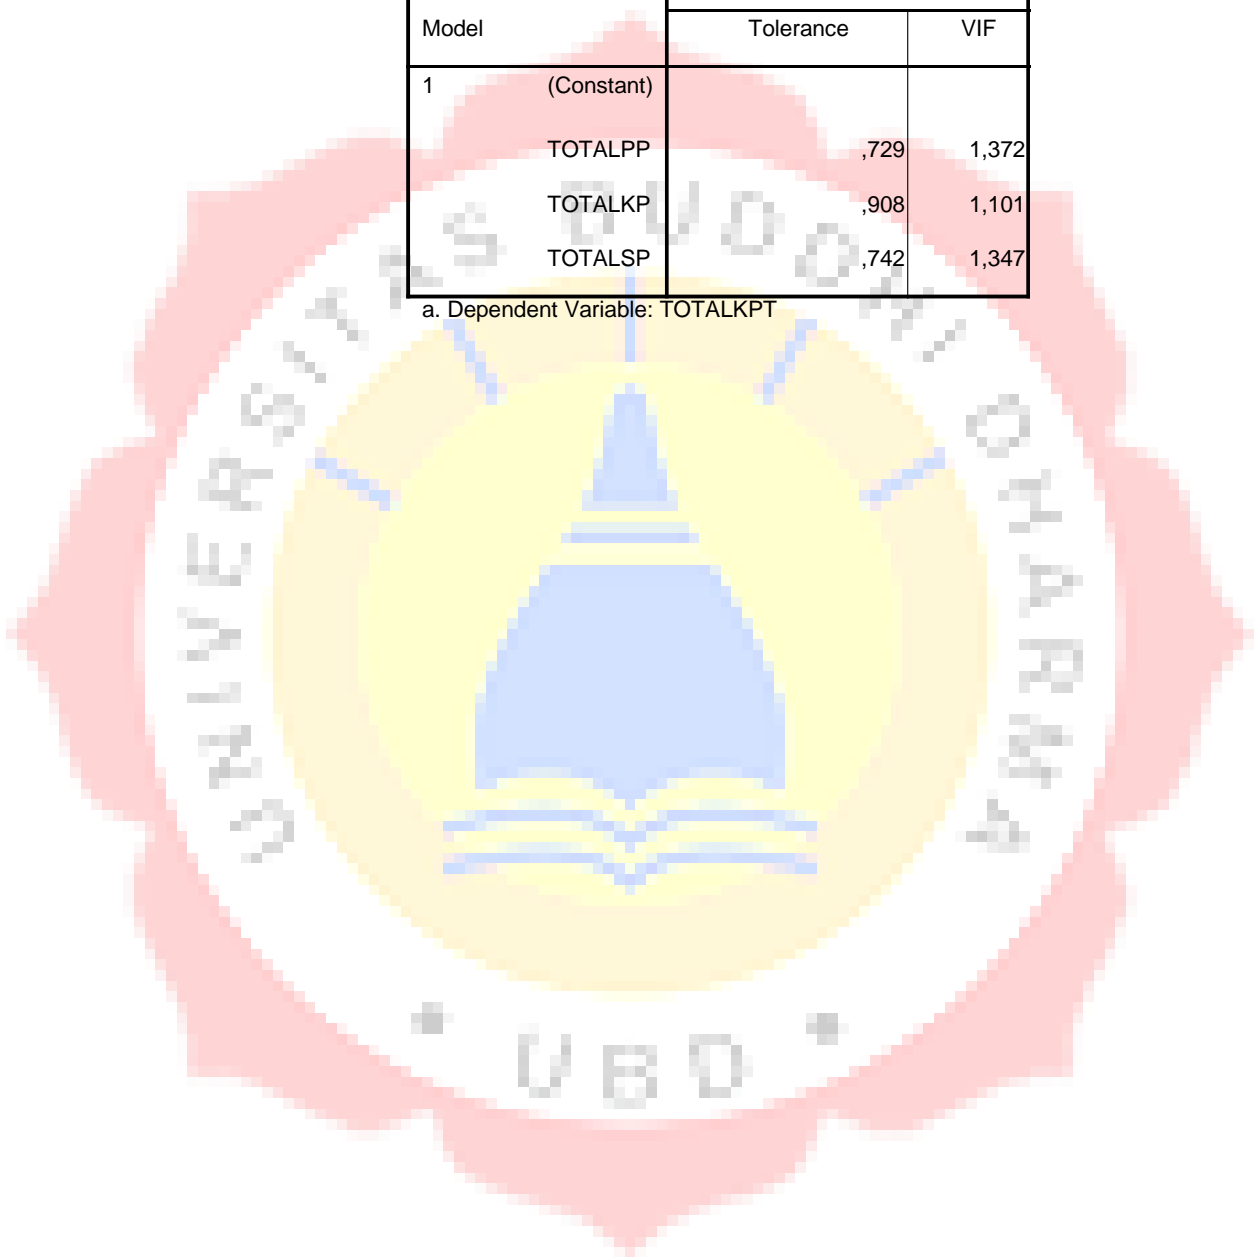 Model Tolerance VIF
1 (Constant)
TOTALPP ,729 1,372
TOTALKP ,908 1,101
TOTALSP ,742 1,347
a. Dependent Variable: TOTALKPT
UNIVERSITAS BUDDHI DHARMA
• UBD •